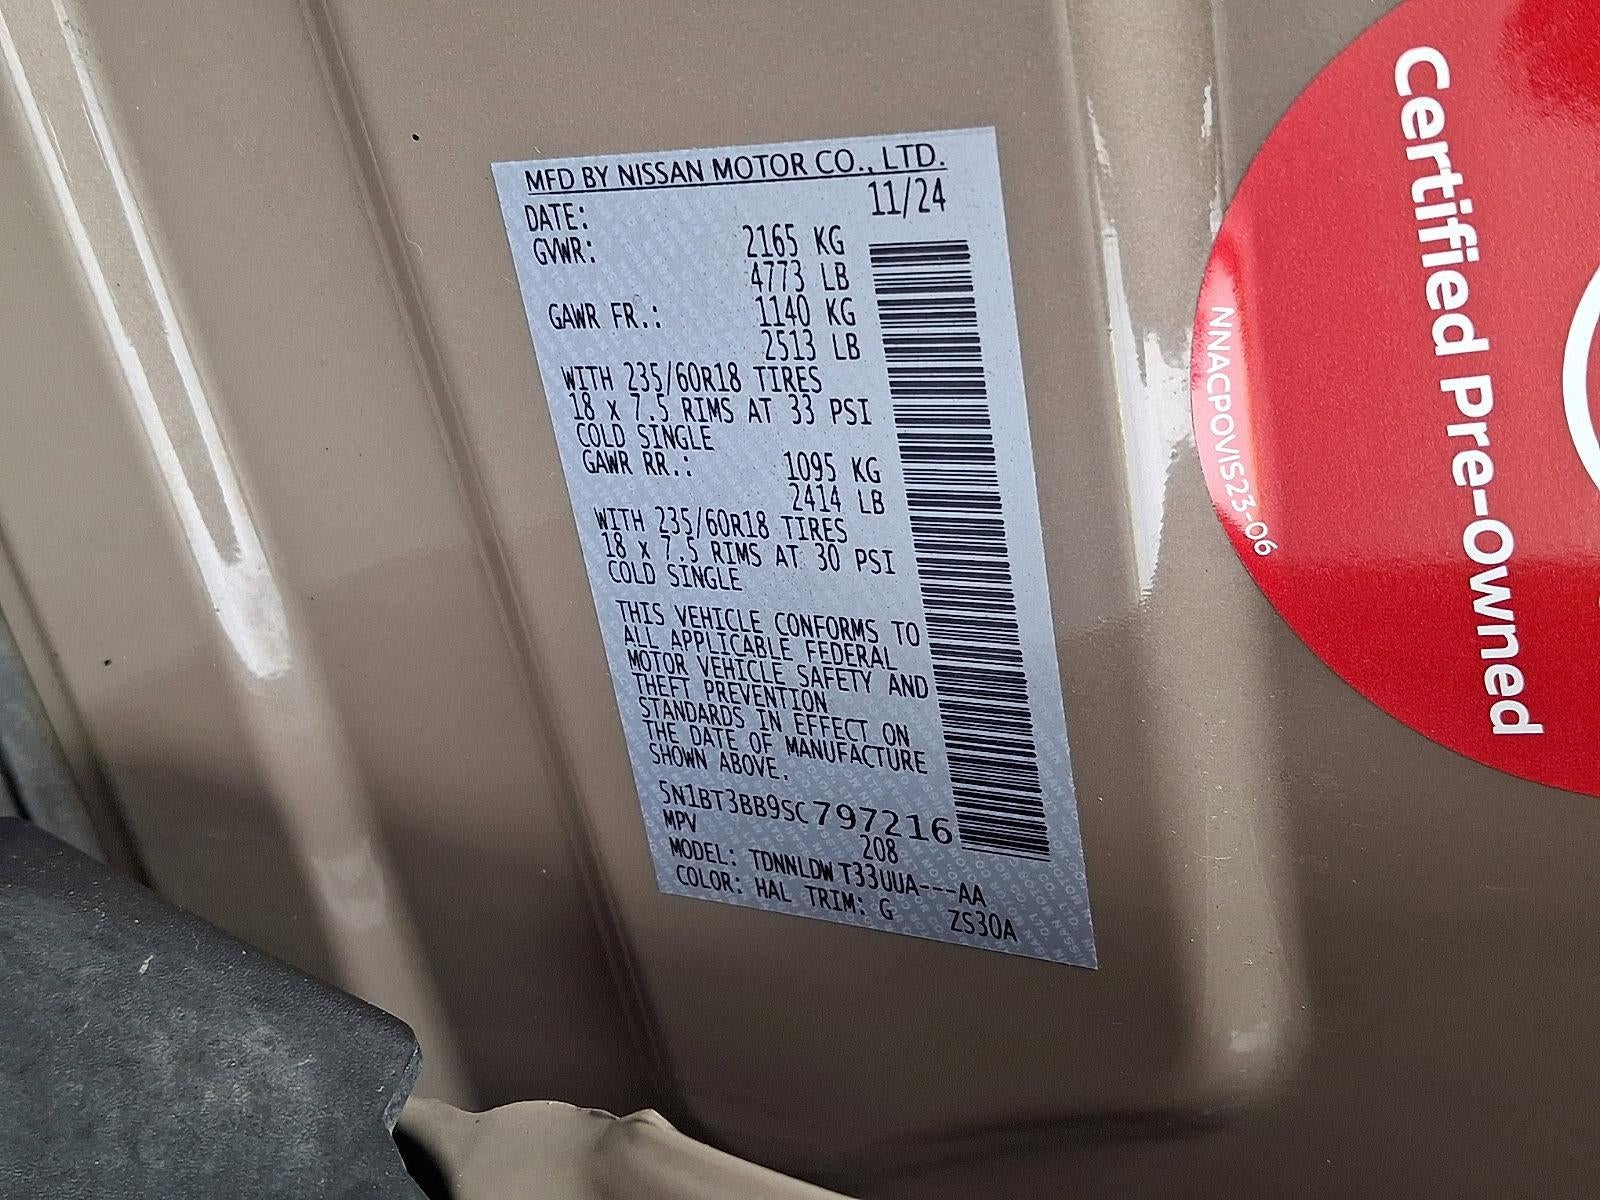 MFD BY NISSAN MOTOR CO., LTD.
DATE: 11/24
GVWR: 2165 KG
4773 LB
GAWR FR.: 1140 KG
2513 LB
WITH 235/60R18 TIRES
18 x 7.5 RIMS AT 33 PSI
COLD SINGLE
GAWR RR.: 1095 KG
2414 LB
WITH 235/60R18 TIRES
18 x 7.5 RIMS AT 30 PSI
COLD SINGLE
THIS VEHICLE CONFORMS TO
ALL APPLICABLE FEDERAL
MOTOR VEHICLE SAFETY AND
THEFT PREVENTION
STANDARDS IN EFFECT ON
THE DATE OF MANUFACTURE
SHOWN ABOVE.
5N1BT3BB9SC797216
MPV 208
MODEL: TDNNLDW T33UUA---AA
COLOR: HAL TRIM: G ZS30A
Certified Pre-Owned
NNACPOVIS23-06